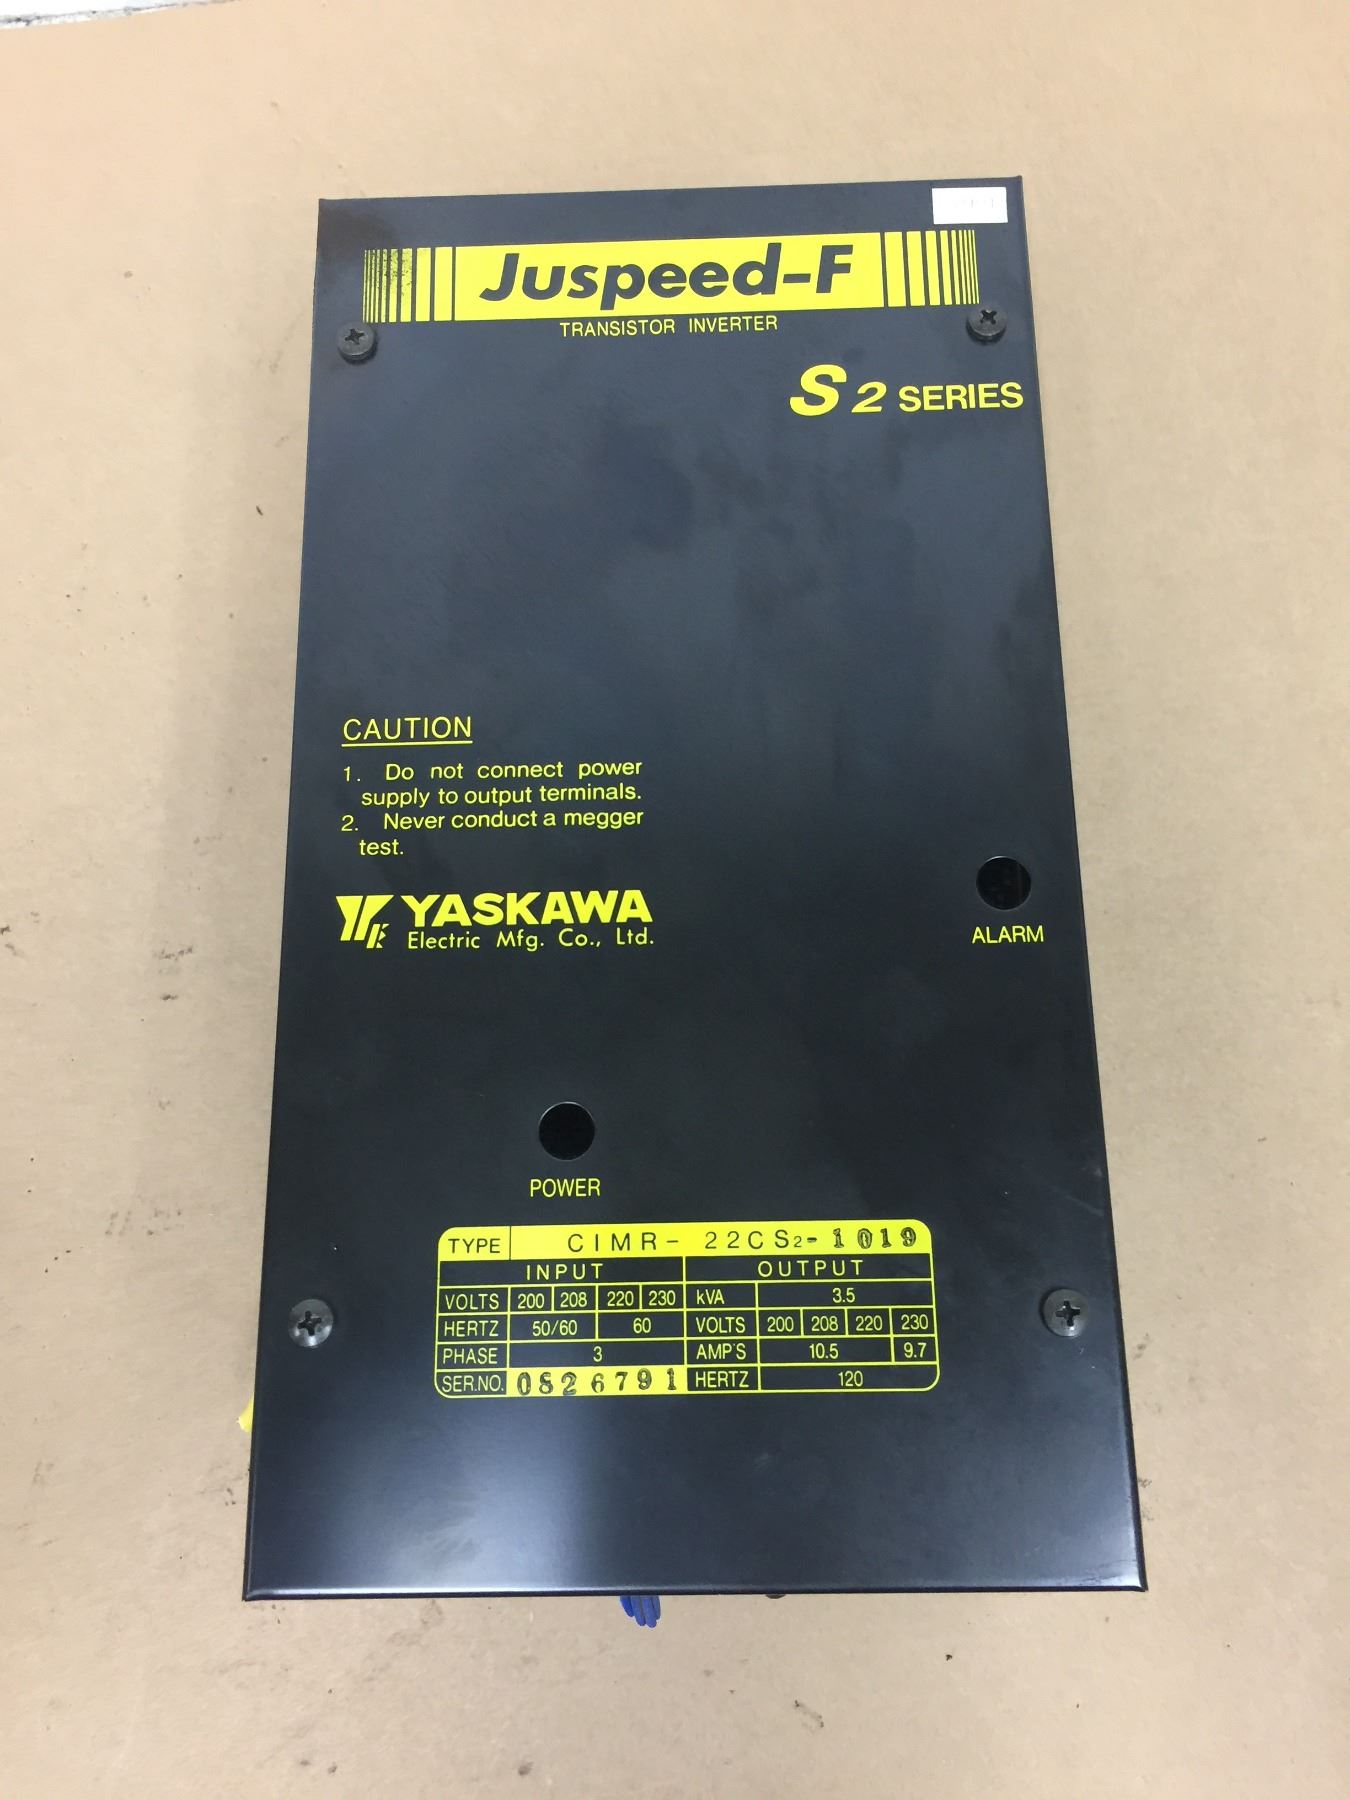 Juspeed-F
TRANSISTOR INVERTER
S2 SERIES
CAUTION
1. Do not connect power
supply to output terminals.
2. Never conduct a megger
test.
YASKAWA
Electric Mfg. Co., Ltd.
ALARM
POWER
TYPE CIMR-22CS2-1019
INPUT OUTPUT
VOLTS 200 208 220 230 kVA 3.5
HERTZ 50/60 60 VOLTS 200 208 220 230
PHASE 3 AMP'S 10.5 9.7
SER.NO. 0826791 HERTZ 120